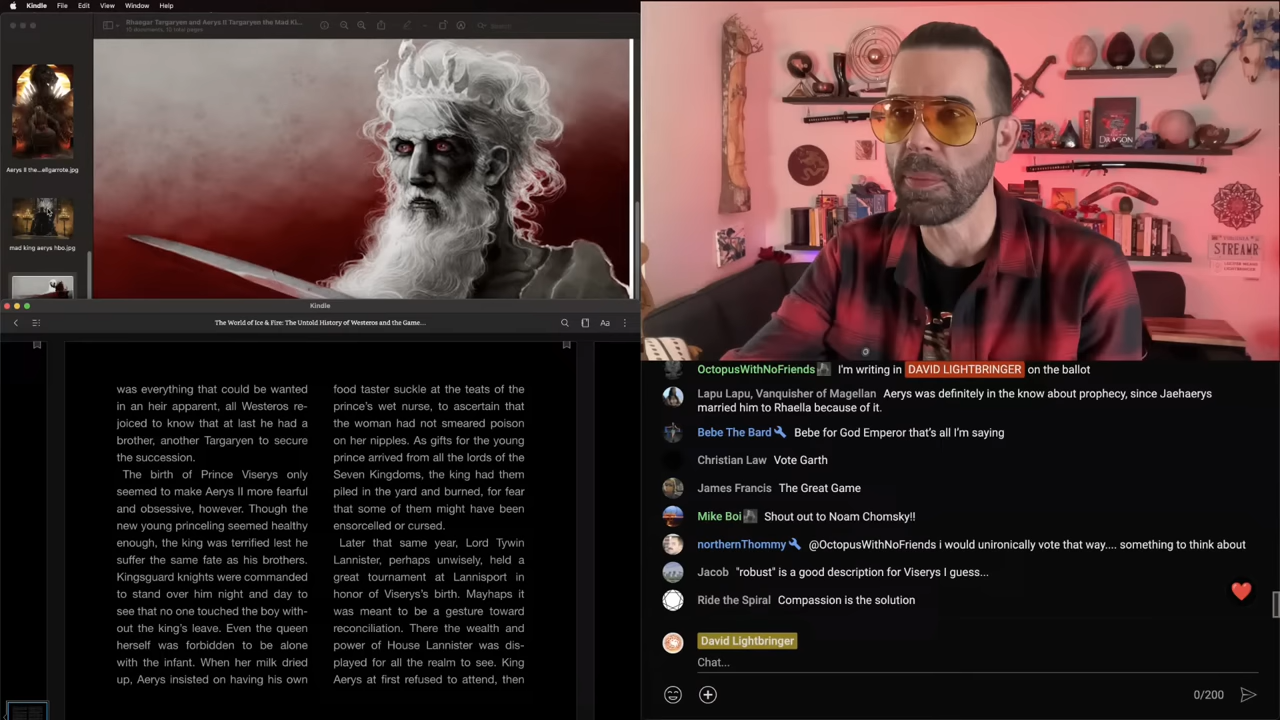 Kindle File Edit View Window Help
Rhaegar Targaryen and Aerys II Targaryen the Mad Ki...
Search
Aerys II the...ellgarrote.jpg
mad king aerys hbo.jpg
Kindle
The World of Ice & Fire: The Untold History of Westeros and the Game...
Aa
was everything that could be wanted
in an heir apparent, all Westeros re-
joiced to know that at last he had a
brother, another Targaryen to secure
the succession.
The birth of Prince Viserys only
seemed to make Aerys II more fearful
and obsessive, however. Though the
new young princeling seemed healthy
enough, the king was terrified lest he
suffer the same fate as his brothers.
Kingsguard knights were commanded
to stand over him night and day to
see that no one touched the boy with-
out the king's leave. Even the queen
herself was forbidden to be alone
with the infant. When her milk dried
up, Aerys insisted on having his own
food taster suckle at the teats of the
prince's wet nurse, to ascertain that
the woman had not smeared poison
on her nipples. As gifts for the young
prince arrived from all the lords of the
Seven Kingdoms, the king had them
piled in the yard and burned, for fear
that some of them might have been
ensorcelled or cursed.
Later that same year, Lord Tywin
Lannister, perhaps unwisely, held a
great tournament at Lannisport in
honor of Viserys's birth. Mayhaps it
was meant to be a gesture toward
reconciliation. There the wealth and
power of House Lannister was dis-
played for all the realm to see. King
Aerys at first refused to attend, then
DRAGON
STREAMR
OctopusWithNoFriends I'm writing in DAVID LIGHTBRINGER on the ballot
Lapu Lapu, Vanquisher of Magellan Aerys was definitely in the know about prophecy, since Jaehaerys
married him to Rhaella because of it.
Bebe The Bard Bebe for God Emperor that's all I'm saying
Christian Law Vote Garth
James Francis The Great Game
Mike Boi Shout out to Noam Chomsky!!
northernThommy @OctopusWithNoFriends i would unironically vote that way.... something to think about
Jacob "robust" is a good description for Viserys I guess...
Ride the Spiral Compassion is the solution
David Lightbringer
Chat...
0/200